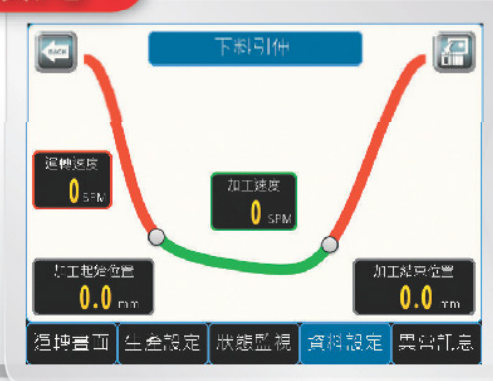 BACK
下料引伸
運轉速度
0 SPM
加工速度
0 SPM
加工起始位置
0.0 mm
加工結束位置
0.0 mm
運轉畫面
生產設定
狀態監視
資料設定
異常訊息